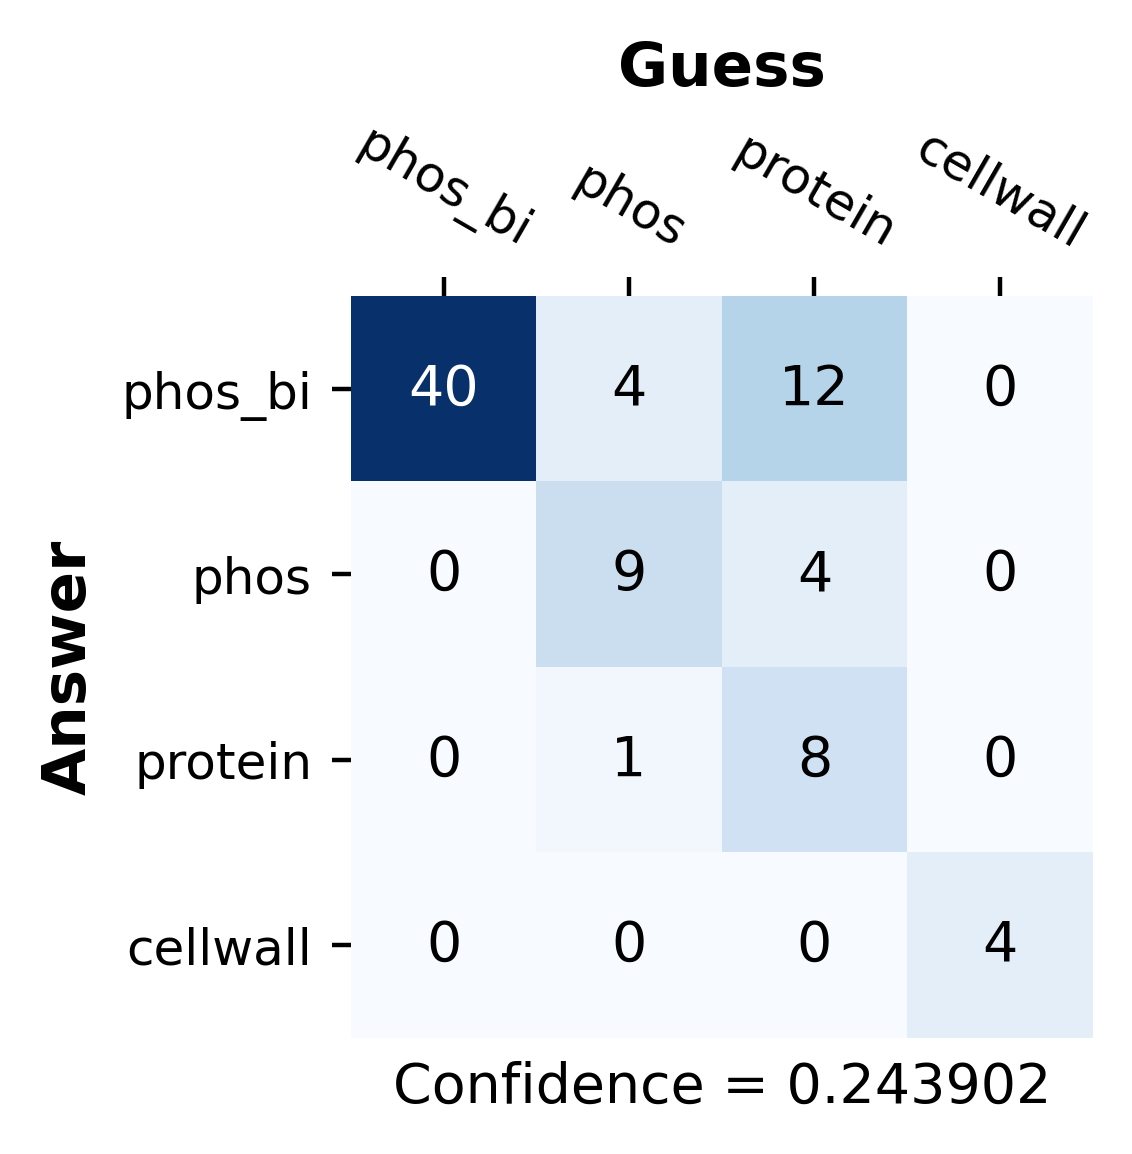 Guess
phos_bi phos protein cellwall
Answer
phos_bi 40 4 12 0
phos 0 9 4 0
protein 0 1 8 0
cellwall 0 0 0 4
Confidence = 0.243902